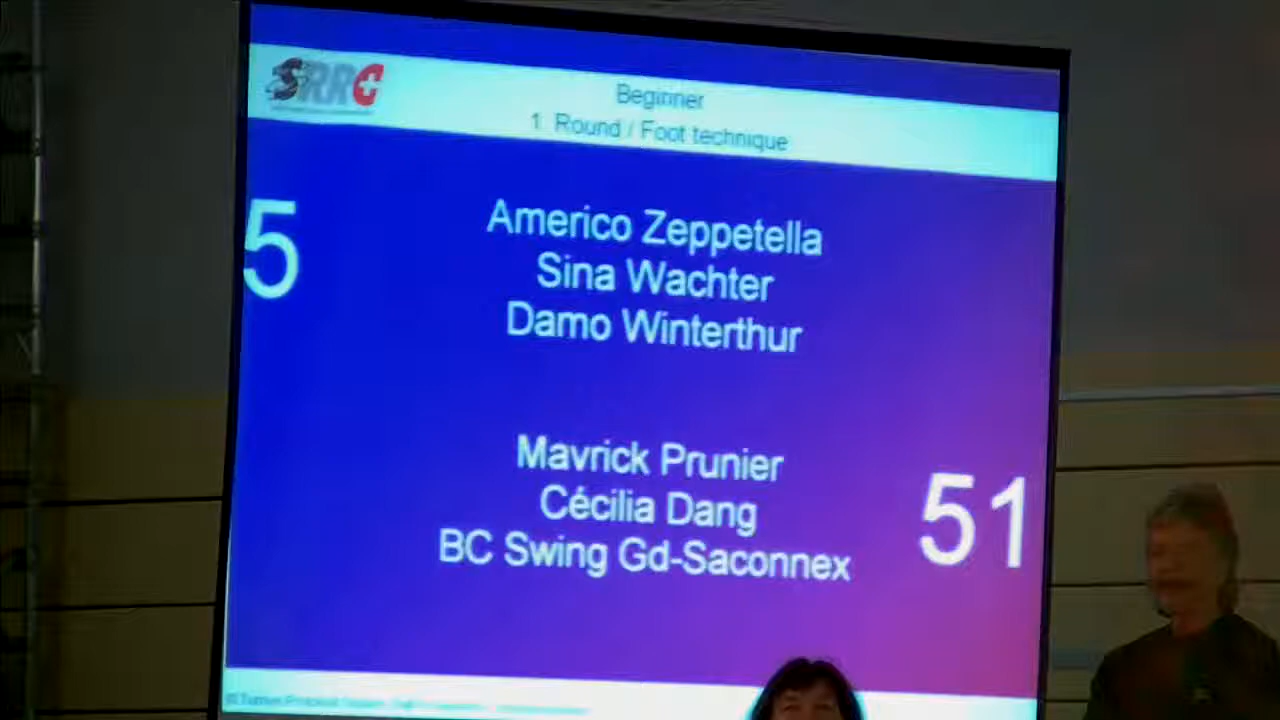 SRRC
Beginner
1. Round / Foot technique
5
Americo Zeppetella
Sina Wachter
Damo Winterthur
Mavrick Prunier
Cécilia Dang
BC Swing Gd-Saconnex
51